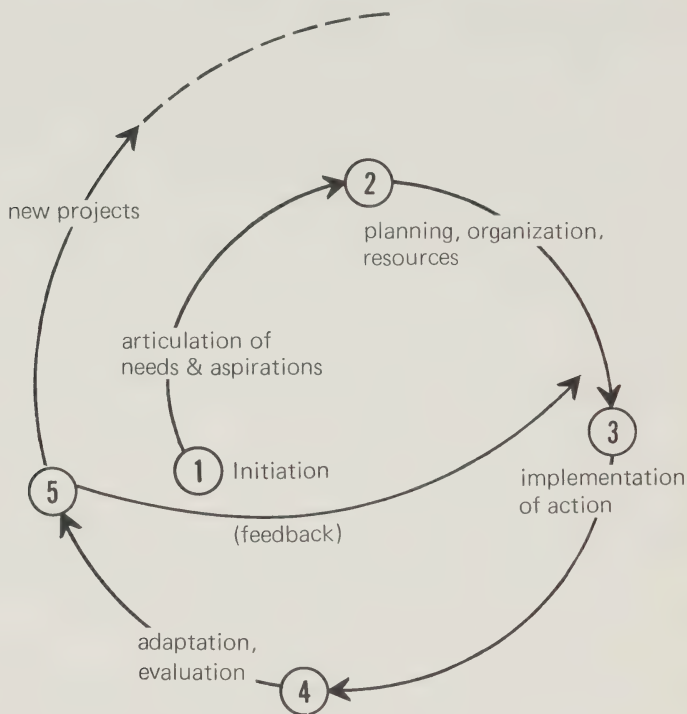 new projects
2
planning, organization,
resources
articulation of
needs & aspirations
3
1 Initiation
5
implementation
of action
(feedback)
adaptation,
evaluation
4